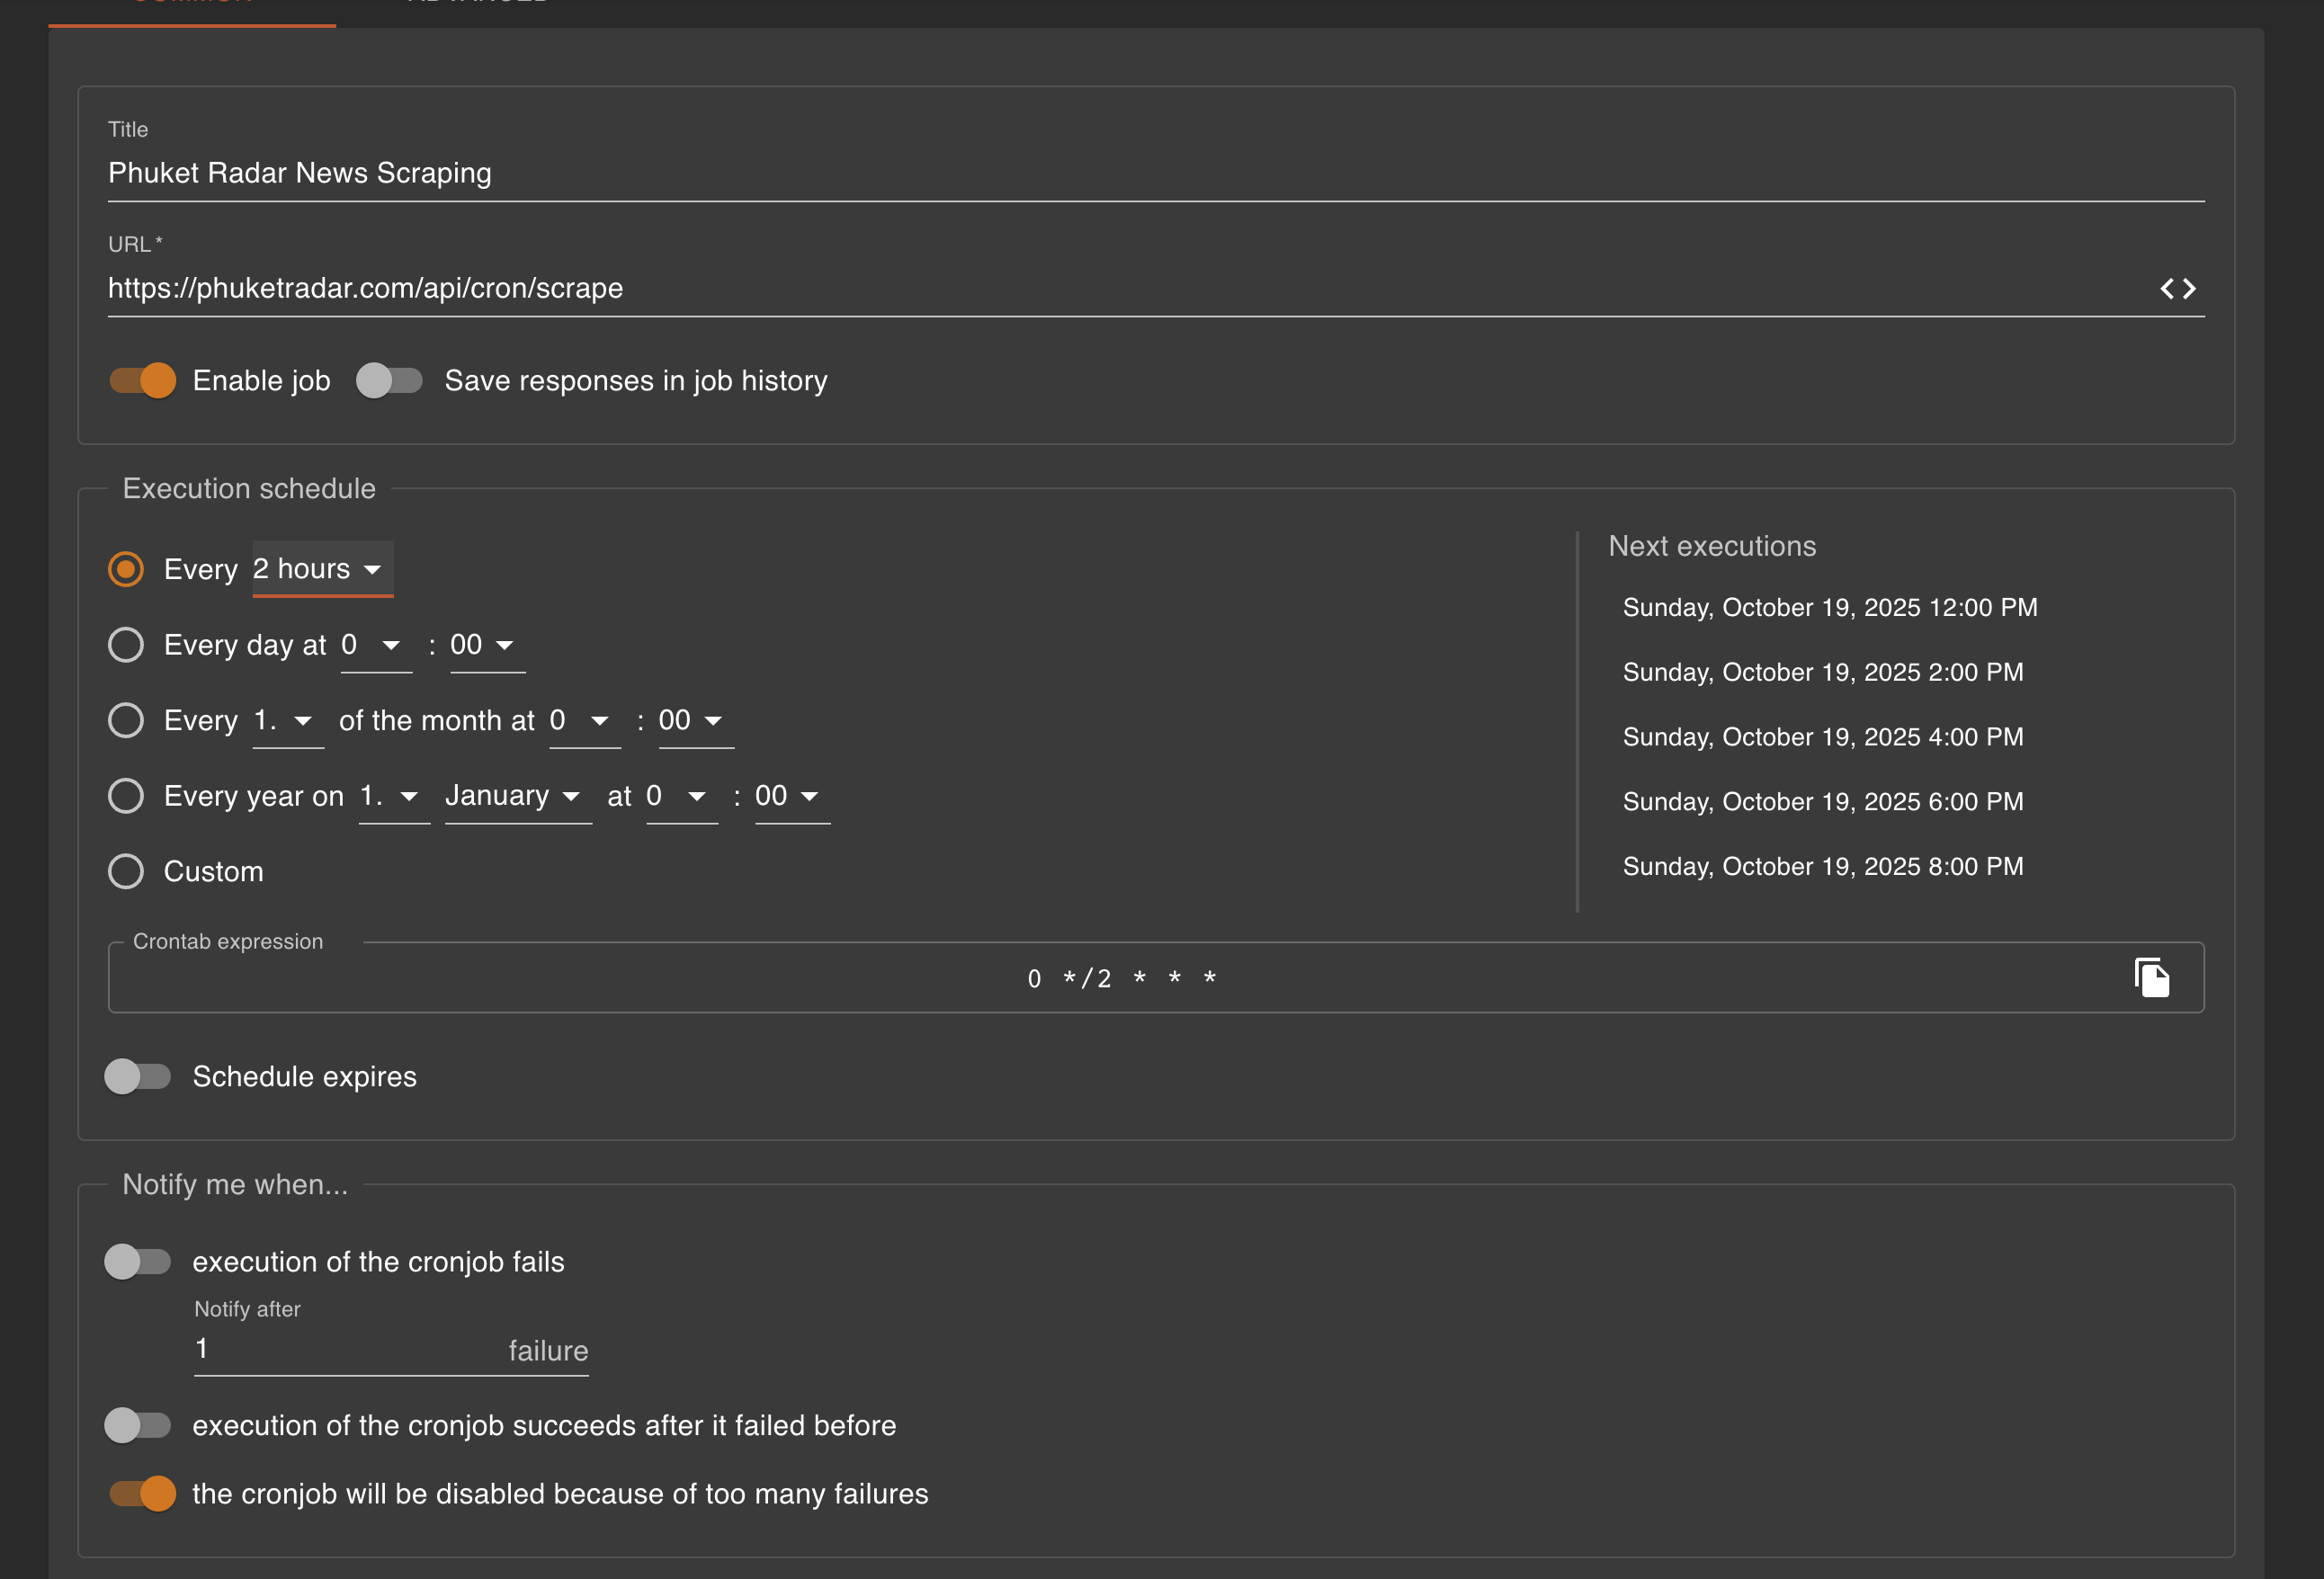 Title
Phuket Radar News Scraping
URL *
https://phuketradar.com/api/cron/scrape
Enable job Save responses in job history
Execution schedule
Every 2 hours
Every day at 0 : 00
Every 1. of the month at 0 : 00
Every year on 1. January at 0 : 00
Custom
Next executions
Sunday, October 19, 2025 12:00 PM
Sunday, October 19, 2025 2:00 PM
Sunday, October 19, 2025 4:00 PM
Sunday, October 19, 2025 6:00 PM
Sunday, October 19, 2025 8:00 PM
Crontab expression
0 */2 * * *
Schedule expires
Notify me when...
execution of the cronjob fails
Notify after
1 failure
execution of the cronjob succeeds after it failed before
the cronjob will be disabled because of too many failures